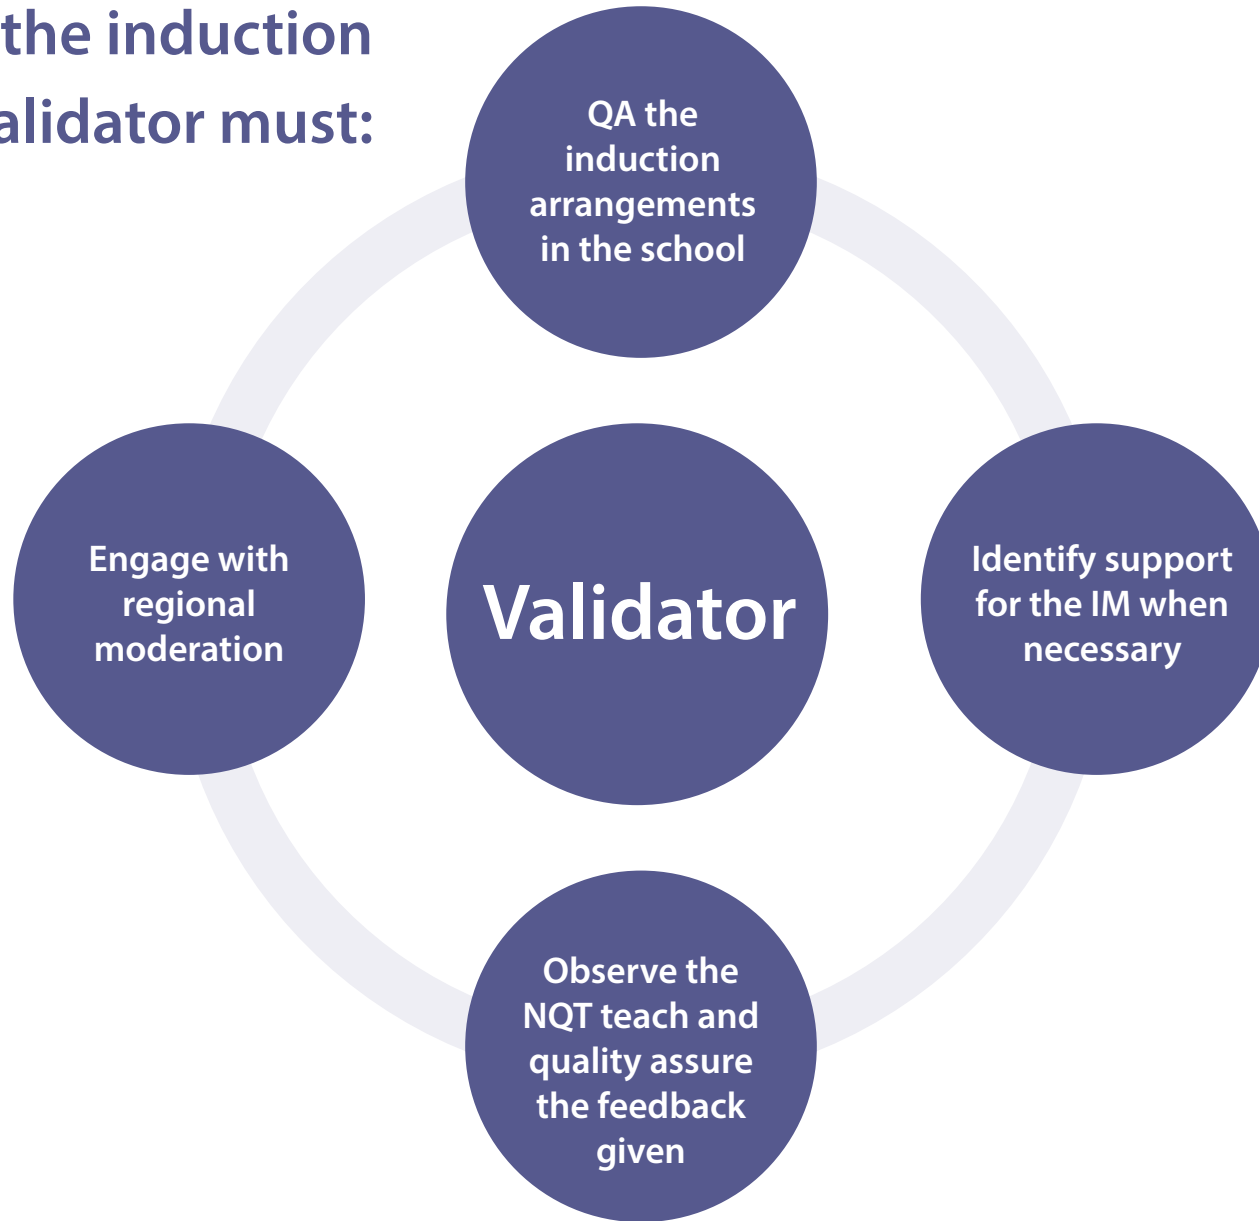 the induction
alidator must:
QA the
induction
arrangements
in the school
Engage with
regional
moderation
Validator
Identify support
for the IM when
necessary
Observe the
NQT teach and
quality assure
the feedback
given